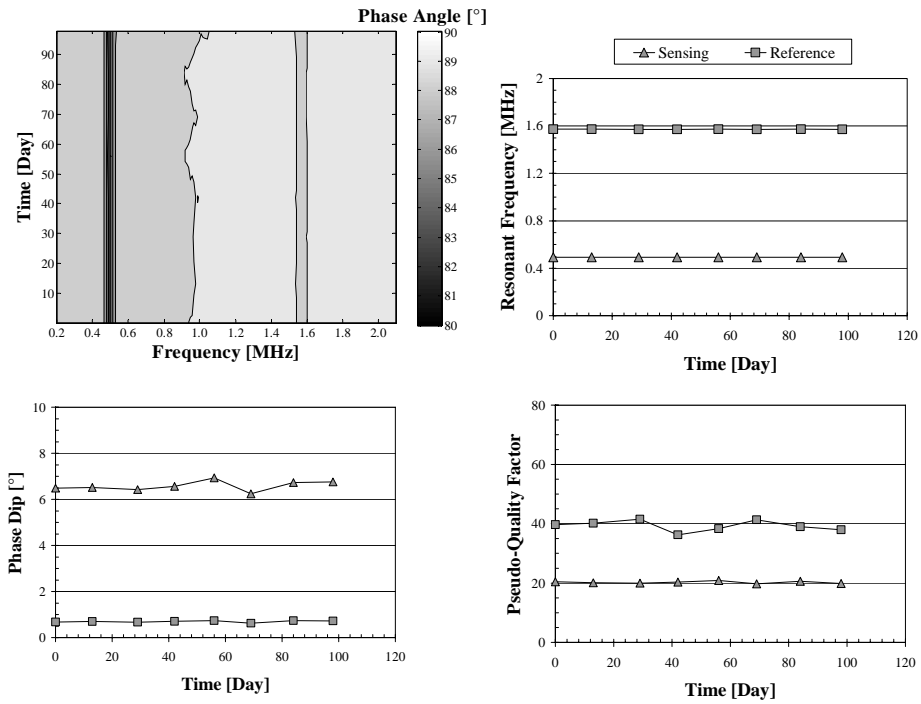 Phase Angle [°]
90
89
88
87
86
85
84
83
82
81
80
Time [Day]
90
80
70
60
50
40
30
20
10
0.2 0.4 0.6 0.8 1.0 1.2 1.4 1.6 1.8 2.0
Frequency [MHz]
Sensing Reference
Resonant Frequency [MHz]
2
1.6
1.2
0.8
0.4
0
0 20 40 60 80 100 120
Time [Day]
Phase Dip [°]
10
8
6
4
2
0
0 20 40 60 80 100 120
Time [Day]
Pseudo-Quality Factor
80
60
40
20
0
0 20 40 60 80 100 120
Time [Day]